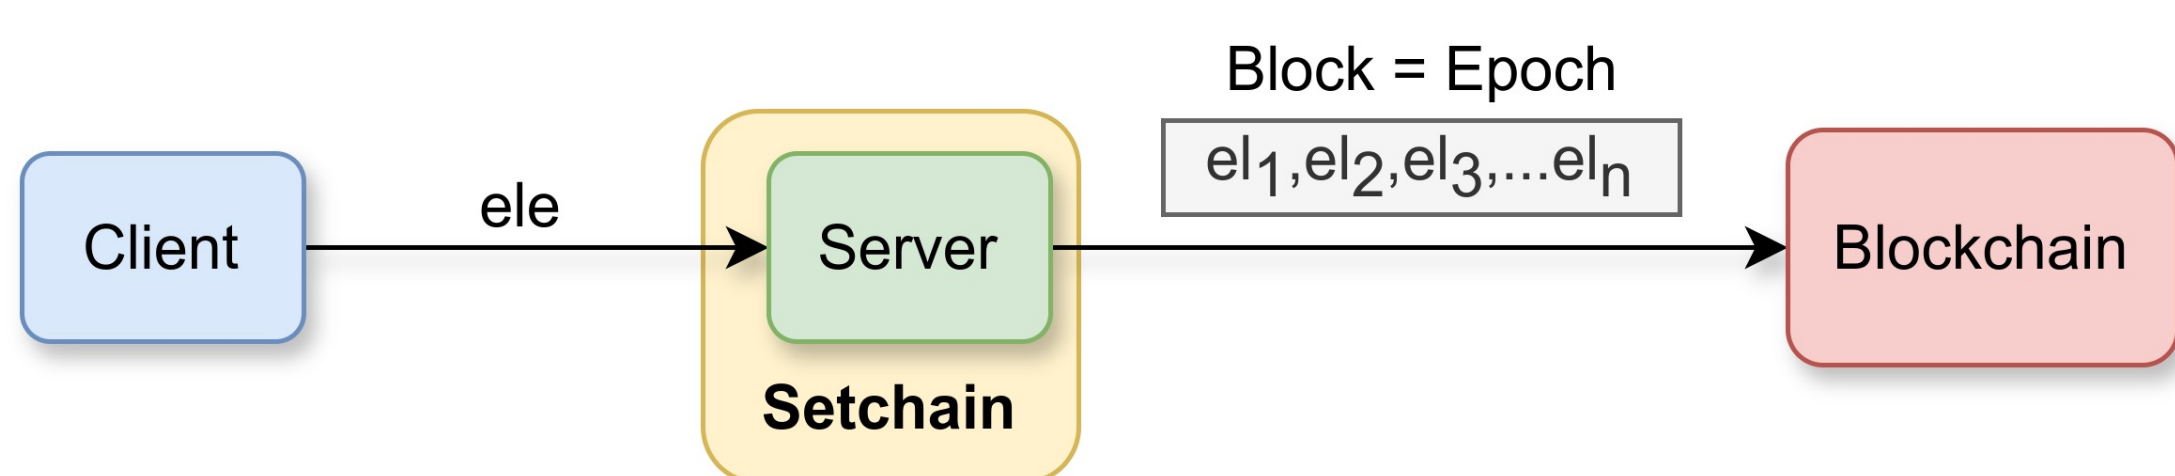 Block = Epoch
el₁,el₂,el₃,...elₙ
ele
Client
Server
Blockchain
Setchain